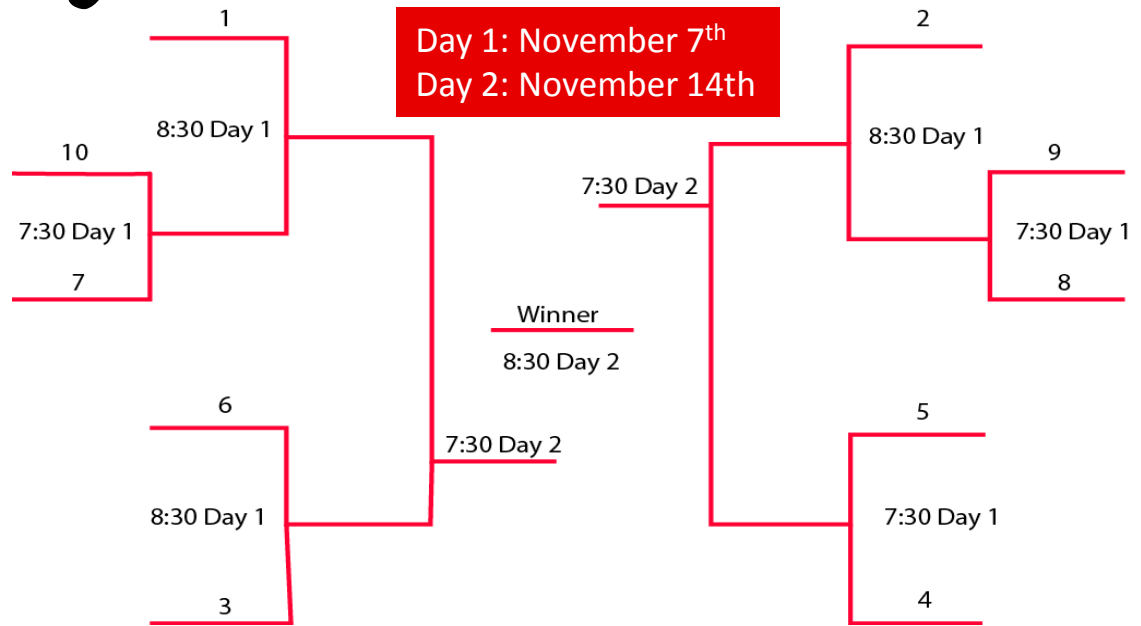 1
Day 1: November 7th
Day 2: November 14th
2
8:30 Day 1
8:30 Day 1
10
9
7:30 Day 2
7:30 Day 1
7:30 Day 1
7
8
Winner
8:30 Day 2
6
5
7:30 Day 2
8:30 Day 1
7:30 Day 1
3
4